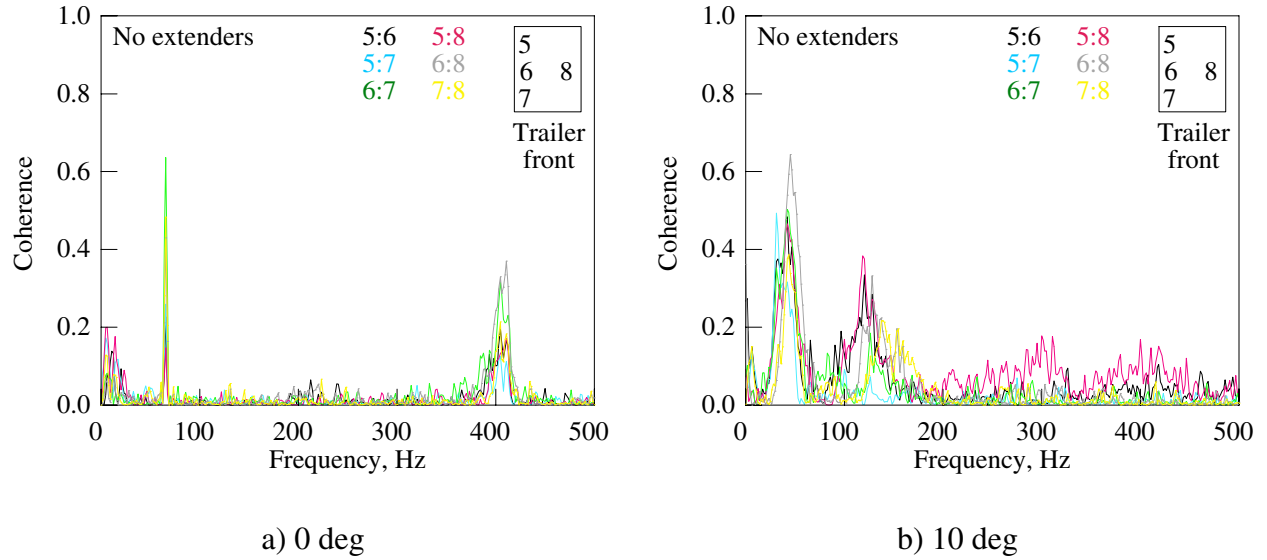 1.0
0.8
0.6
0.4
0.2
0.0
Coherence
No extenders
5:6 5:8
5:7 6:8
6:7 7:8
5
6 8
7
Trailer
front
0 100 200 300 400 500
Frequency, Hz
a) 0 deg
1.0
0.8
0.6
0.4
0.2
0.0
Coherence
No extenders
5:6 5:8
5:7 6:8
6:7 7:8
5
6 8
7
Trailer
front
0 100 200 300 400 500
Frequency, Hz
b) 10 deg